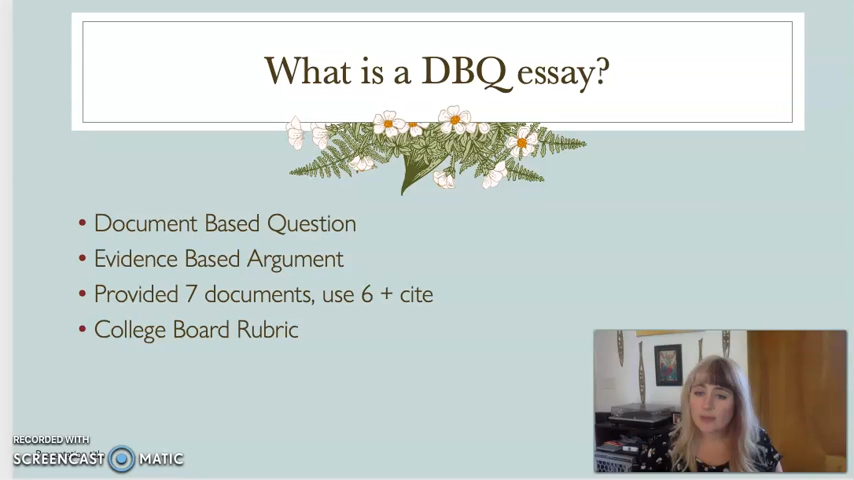 What is a DBQ essay?
• Document Based Question
• Evidence Based Argument
• Provided 7 documents, use 6 + cite
• College Board Rubric
RECORDED WITH
SCREENCAST MATIC